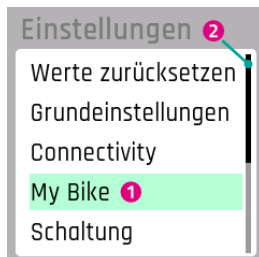 Einstellungen 2
Werte zurücksetzen
Grundeinstellungen
Connectivity
My Bike 1
Schaltung